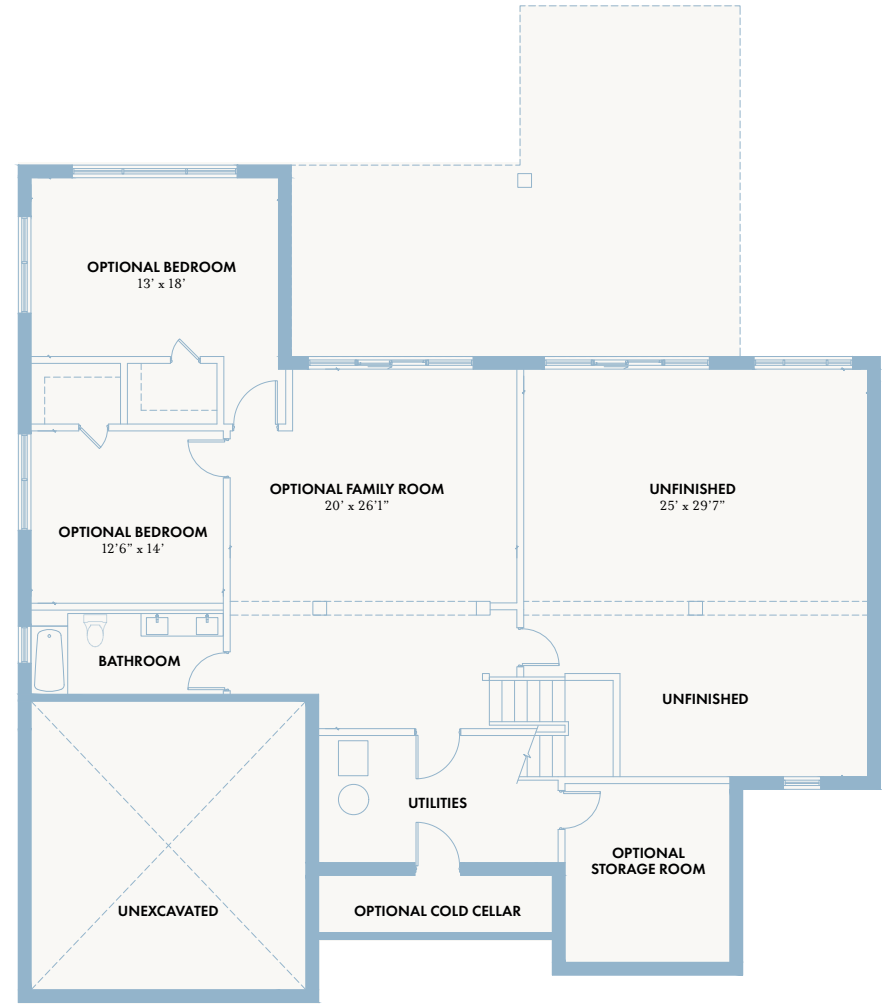 OPTIONAL BEDROOM
13’ x 18’
OPTIONAL FAMILY ROOM
20’ x 26’1”
UNFINISHED
25’ x 29’7”
OPTIONAL BEDROOM
12’6” x 14’
BATHROOM
UNFINISHED
UTILITIES
OPTIONAL
STORAGE ROOM
UNEXCAVATED
OPTIONAL COLD CELLAR